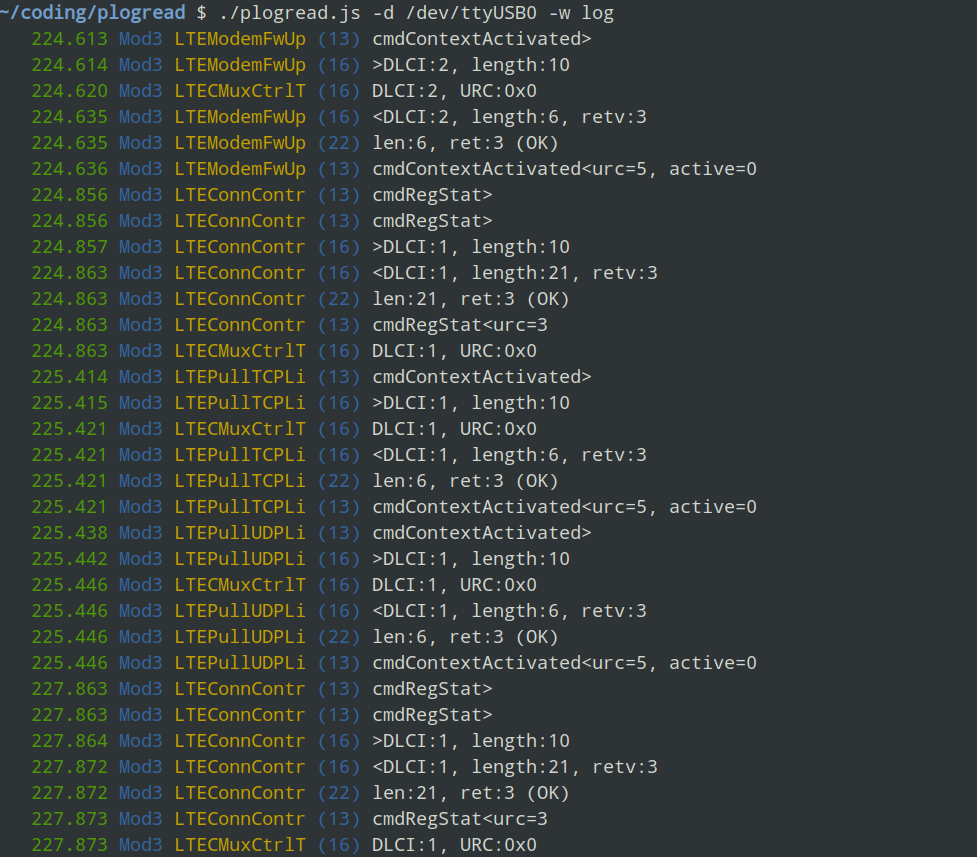 ~/coding/plogread $ ./plogread.js -d /dev/ttyUSB0 -w log
224.613 Mod3 LTEModemFwUp (13) cmdContextActivated>
224.614 Mod3 LTEModemFwUp (16) >DLCI:2, length:10
224.620 Mod3 LTECMuxCtrlT (16) DLCI:2, URC:0x0
224.635 Mod3 LTEModemFwUp (16) <DLCI:2, length:6, retv:3
224.635 Mod3 LTEModemFwUp (22) len:6, ret:3 (OK)
224.636 Mod3 LTEModemFwUp (13) cmdContextActivated<urc=5, active=0
224.856 Mod3 LTEConnContr (13) cmdRegStat>
224.856 Mod3 LTEConnContr (13) cmdRegStat>
224.857 Mod3 LTEConnContr (16) >DLCI:1, length:10
224.863 Mod3 LTEConnContr (16) <DLCI:1, length:21, retv:3
224.863 Mod3 LTEConnContr (22) len:21, ret:3 (OK)
224.863 Mod3 LTEConnContr (13) cmdRegStat<urc=3
224.863 Mod3 LTECMuxCtrlT (16) DLCI:1, URC:0x0
225.414 Mod3 LTEPullTCPLi (13) cmdContextActivated>
225.415 Mod3 LTEPullTCPLi (16) >DLCI:1, length:10
225.421 Mod3 LTECMuxCtrlT (16) DLCI:1, URC:0x0
225.421 Mod3 LTEPullTCPLi (16) <DLCI:1, length:6, retv:3
225.421 Mod3 LTEPullTCPLi (22) len:6, ret:3 (OK)
225.421 Mod3 LTEPullTCPLi (13) cmdContextActivated<urc=5, active=0
225.438 Mod3 LTEPullUDPLi (13) cmdContextActivated>
225.442 Mod3 LTEPullUDPLi (16) >DLCI:1, length:10
225.446 Mod3 LTECMuxCtrlT (16) DLCI:1, URC:0x0
225.446 Mod3 LTEPullUDPLi (16) <DLCI:1, length:6, retv:3
225.446 Mod3 LTEPullUDPLi (22) len:6, ret:3 (OK)
225.446 Mod3 LTEPullUDPLi (13) cmdContextActivated<urc=5, active=0
227.863 Mod3 LTEConnContr (13) cmdRegStat>
227.863 Mod3 LTEConnContr (13) cmdRegStat>
227.864 Mod3 LTEConnContr (16) >DLCI:1, length:10
227.872 Mod3 LTEConnContr (16) <DLCI:1, length:21, retv:3
227.872 Mod3 LTEConnContr (22) len:21, ret:3 (OK)
227.873 Mod3 LTEConnContr (13) cmdRegStat<urc=3
227.873 Mod3 LTECMuxCtrlT (16) DLCI:1, URC:0x0